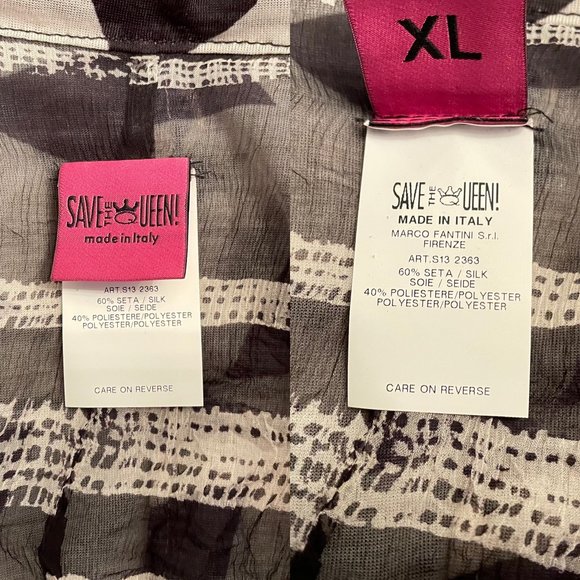 SAVE THE QUEEN!
made in Italy
ART.S13 2363
60% SETA / SILK
SOIE / SEIDE
40% POLIESTERE/POLYESTER
POLYESTER/POLYESTER
CARE ON REVERSE
XL
SAVE THE QUEEN!
MADE IN ITALY
MARCO FANTINI S.r.l.
FIRENZE
ART.S13 2363
60% SETA / SILK
SOIE / SEIDE
40% POLIESTERE/POLYESTER
POLYESTER/POLYESTER
CARE ON REVERSE